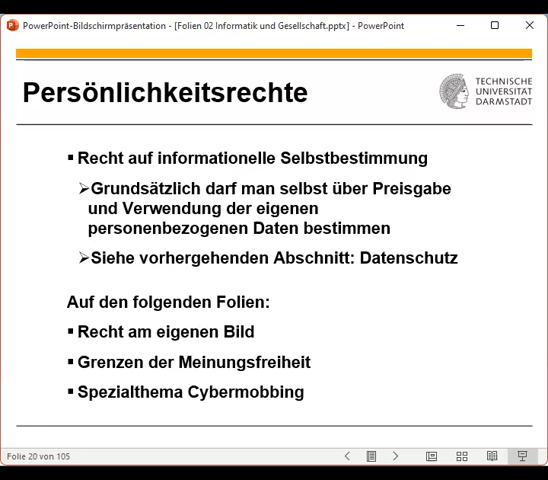 PowerPoint-Bildschirmpräsentation - [Folien 02 Informatik und Gesellschaft.pptx] - PowerPoint
Persönlichkeitsrechte
TECHNISCHE
UNIVERSITÄT
DARMSTADT
▪ Recht auf informationelle Selbstbestimmung
➢Grundsätzlich darf man selbst über Preisgabe
und Verwendung der eigenen
personenbezogenen Daten bestimmen
➢Siehe vorhergehenden Abschnitt: Datenschutz
Auf den folgenden Folien:
▪ Recht am eigenen Bild
▪ Grenzen der Meinungsfreiheit
▪ Spezialthema Cybermobbing
Folie 20 von 105